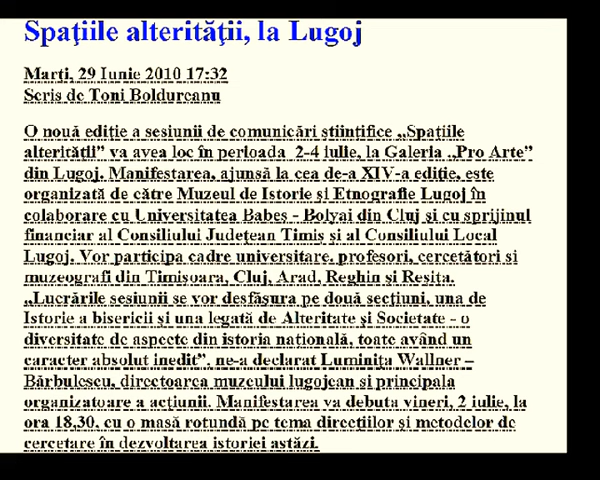 Spaţiile alterităţii, la Lugoj
Marţi, 29 Iunie 2010 17:32
Scris de Toni Boldureanu
O nouă ediţie a sesiunii de comunicări ştiinţifice „Spaţiile
alterităţii” va avea loc în perioada 2-4 iulie, la Galeria „Pro Arte”
din Lugoj. Manifestarea, ajunsă la cea de-a XIV-a ediţie, este
organizată de către Muzeul de Istorie şi Etnografie Lugoj în
colaborare cu Universitatea Babeş - Bolyai din Cluj şi cu sprijinul
financiar al Consiliului Judeţean Timiş şi al Consiliului Local
Lugoj. Vor participa cadre universitare, profesori, cercetători şi
muzeografi din Timişoara, Cluj, Arad, Reghin şi Reşiţa.
„Lucrările sesiunii se vor desfăşura pe două secţiuni, una de
Istorie a bisericii şi una legată de Alteritate şi Societate - o
diversitate de aspecte din istoria naţională, toate având un
caracter absolut inedit”, ne-a declarat Luminiţa Wallner –
Bărbulescu, directoarea muzeului lugojean şi principala
organizatoare a acţiunii. Manifestarea va debuta vineri, 2 iulie, la
ora 18,30, cu o masă rotundă pe tema direcţiilor şi metodelor de
cercetare în dezvoltarea istoriei astăzi.